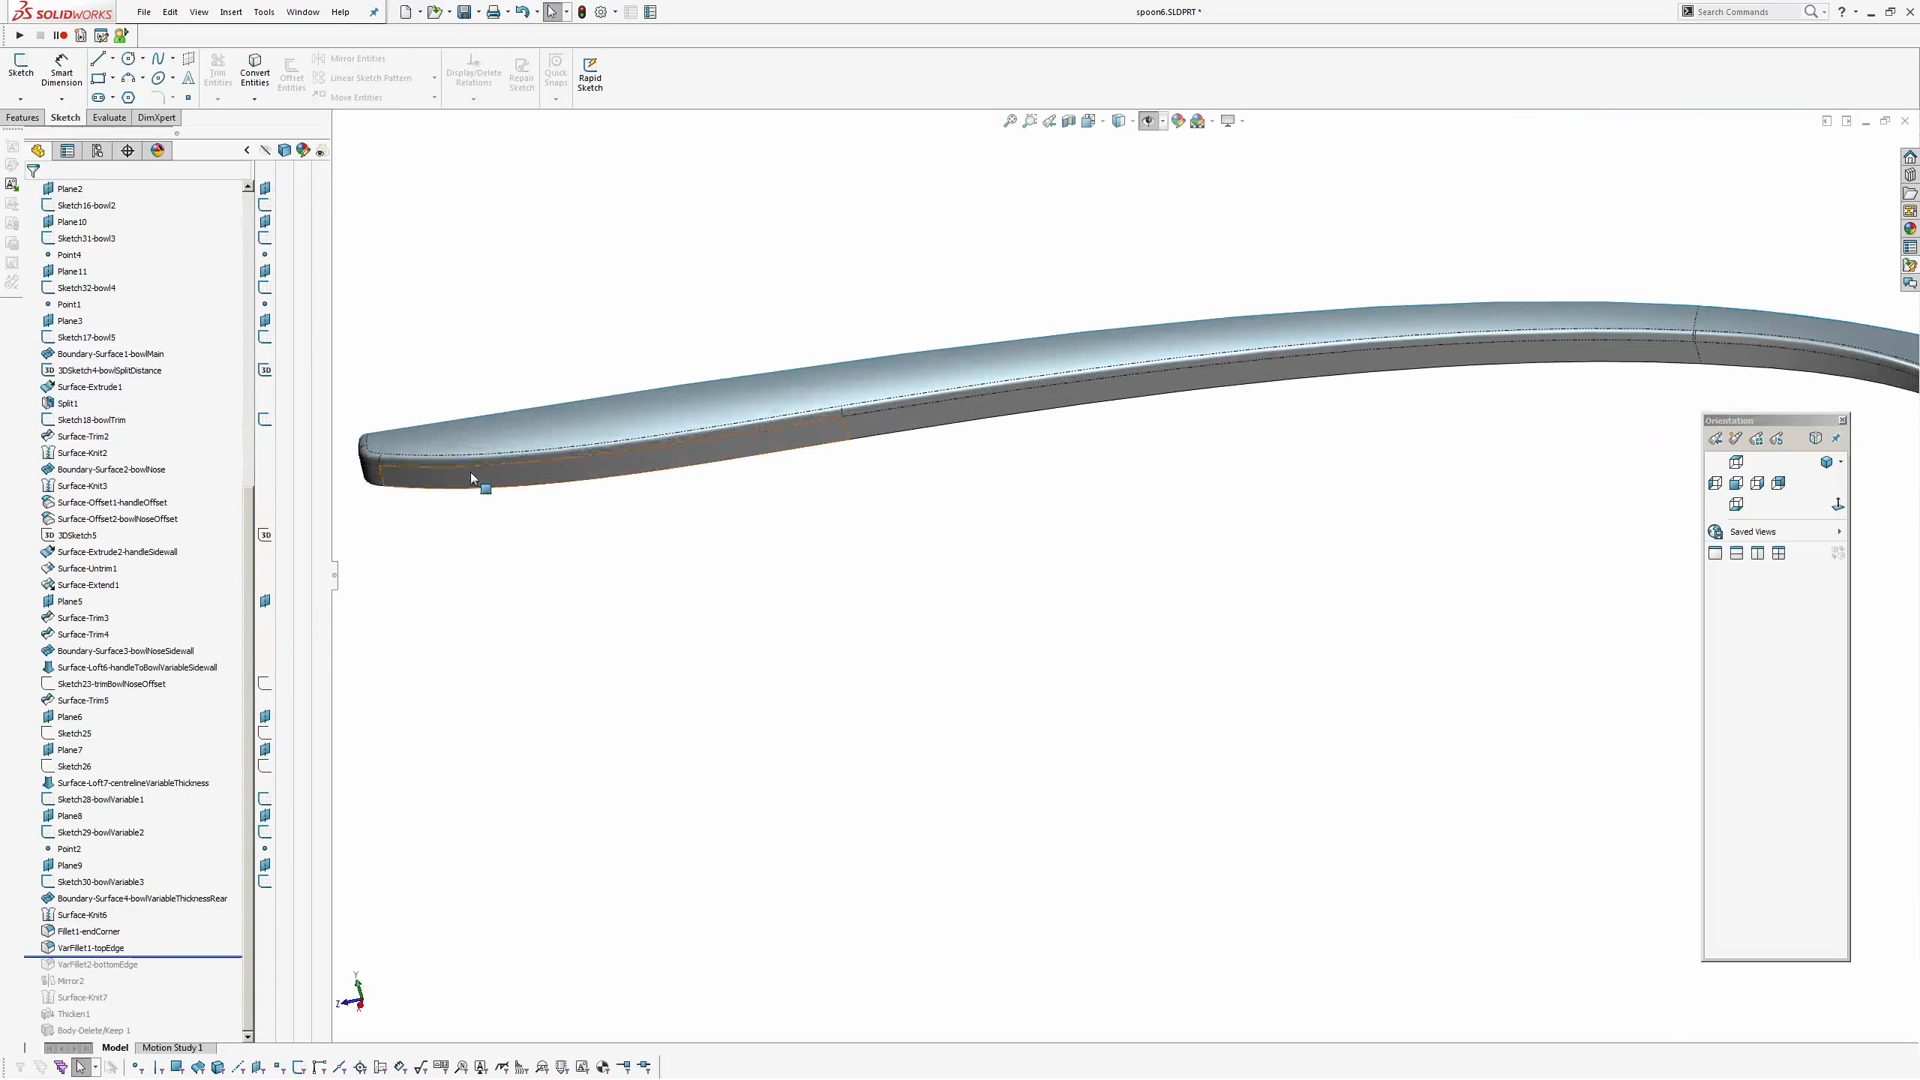 SOLIDWORKS File Edit View Insert Tools Window Help spoon6.SLDPRT * Search Commands
Sketch Smart Dimension Trim Entities Convert Entities Offset Entities Mirror Entities Linear Sketch Pattern Move Entities Display/Delete Relations Repair Sketch Quick Snaps Rapid Sketch
Features Sketch Evaluate DimXpert
Plane2
Sketch16-bowl2
Plane10
Sketch31-bowl3
Point4
Plane11
Sketch32-bowl4
Point1
Plane3
Sketch17-bowl5
Boundary-Surface1-bowlMain
3D 3DSketch4-bowlSplitDistance 3D
Surface-Extrude1
Split1
Sketch18-bowlTrim
Surface-Trim2
Surface-Knit2
Boundary-Surface2-bowlNose
Surface-Knit3
Surface-Offset1-handleOffset
Surface-Offset2-bowlNoseOffset
3D 3DSketch5 3D
Surface-Extrude2-handleSidewall
Surface-Untrim1
Surface-Extend1
Plane5
Surface-Trim3
Surface-Trim4
Boundary-Surface3-bowlNoseSidewall
Surface-Loft6-handleToBowlVariableSidewall
Sketch23-trimBowlNoseOffset
Surface-Trim5
Plane6
Sketch25
Plane7
Sketch26
Surface-Loft7-centrelineVariableThickness
Sketch28-bowlVariable1
Plane8
Sketch29-bowlVariable2
Point2
Plane9
Sketch30-bowlVariable3
Boundary-Surface4-bowlVariableThicknessRear
Surface-Knit6
Fillet1-endCorner
VarFillet1-topEdge
VarFillet2-bottomEdge
Mirror2
Surface-Knit7
Thicken1
Body-Delete/Keep 1
Orientation
Saved Views
Y
Z
X
Model Motion Study 1